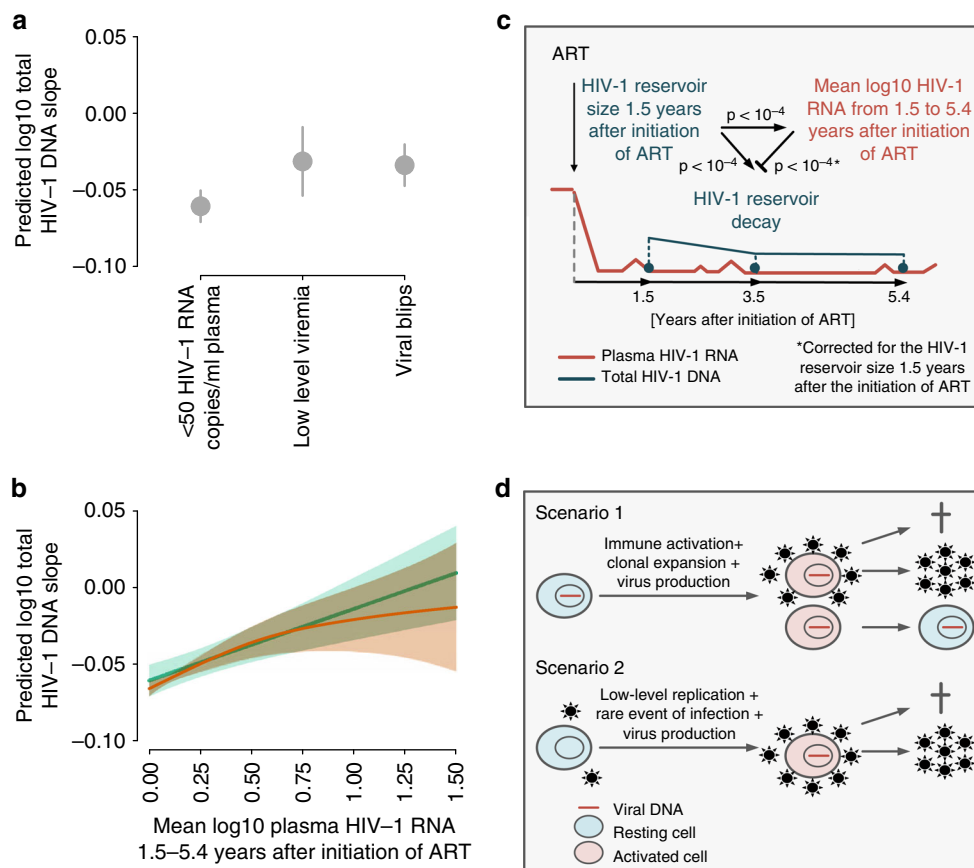 a
Predicted log10 total
HIV–1 DNA slope
0.05
0.00
−0.05
−0.10
<50 HIV–1 RNA
copies/ml plasma
Low level viremia
Viral blips
b
Predicted log10 total
HIV–1 DNA slope
0.05
0.00
−0.05
−0.10
0.00
0.25
0.50
0.75
1.00
1.25
1.50
Mean log10 plasma HIV–1 RNA
1.5–5.4 years after initiation of ART
c
ART
HIV-1 reservoir
size 1.5 years
after initiation
of ART
p < 10−4
Mean log10 HIV-1
RNA from 1.5 to 5.4
years after initiation
of ART
p < 10−4
p < 10−4*
HIV-1 reservoir
decay
1.5
3.5
5.4
[Years after initiation of ART]
Plasma HIV-1 RNA
Total HIV-1 DNA
*Corrected for the HIV-1
reservoir size 1.5 years
after the initiation of ART
d
Scenario 1
Immune activation+
clonal expansion +
virus production
Scenario 2
Low-level replication +
rare event of infection +
virus production
Viral DNA
Resting cell
Activated cell